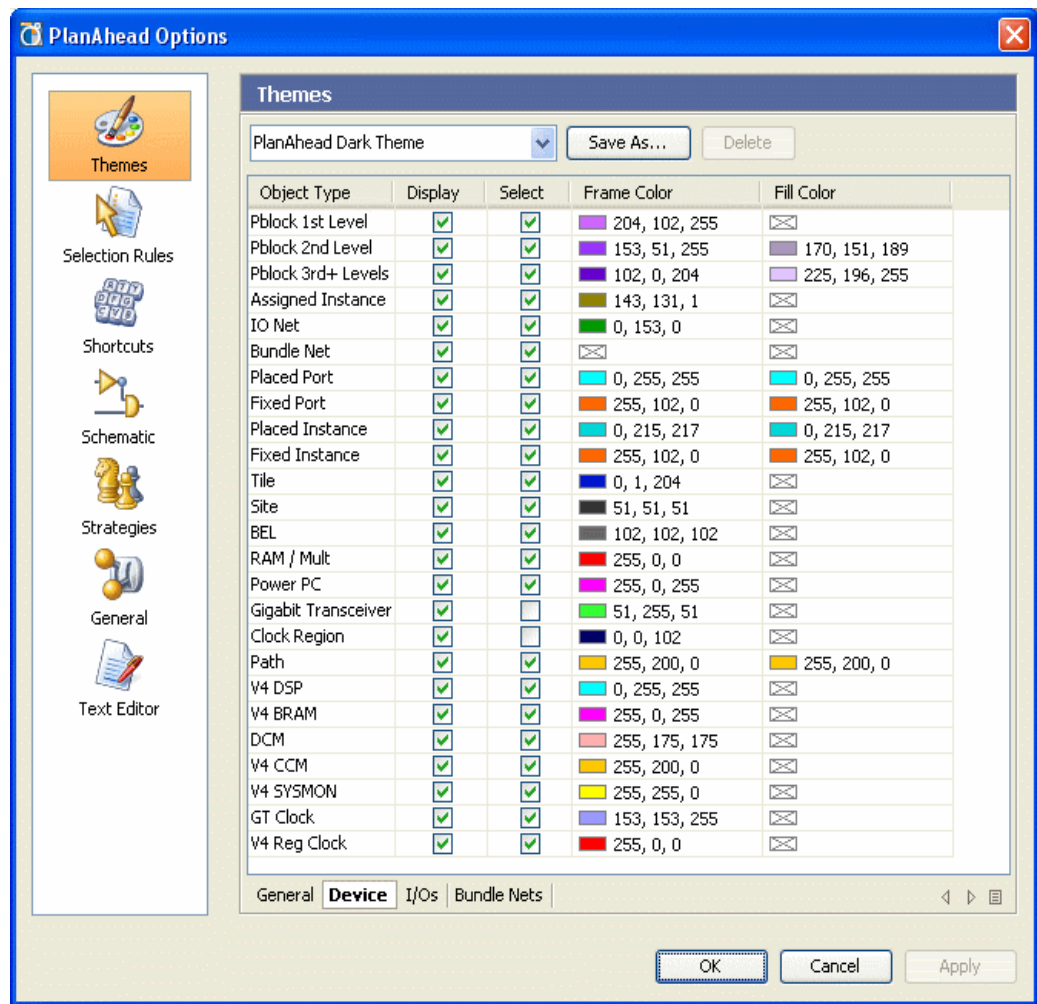 PlanAhead Options
Themes
Selection Rules
Shortcuts
Schematic
Strategies
General
Text Editor
Themes
PlanAhead Dark Theme Save As... Delete
Object Type Display Select Frame Color Fill Color
Pblock 1st Level 204, 102, 255
Pblock 2nd Level 153, 51, 255 170, 151, 189
Pblock 3rd+ Levels 102, 0, 204 225, 196, 255
Assigned Instance 143, 131, 1
IO Net 0, 153, 0
Bundle Net
Placed Port 0, 255, 255 0, 255, 255
Fixed Port 255, 102, 0 255, 102, 0
Placed Instance 0, 215, 217 0, 215, 217
Fixed Instance 255, 102, 0 255, 102, 0
Tile 0, 1, 204
Site 51, 51, 51
BEL 102, 102, 102
RAM / Mult 255, 0, 0
Power PC 255, 0, 255
Gigabit Transceiver 51, 255, 51
Clock Region 0, 0, 102
Path 255, 200, 0 255, 200, 0
V4 DSP 0, 255, 255
V4 BRAM 255, 0, 255
DCM 255, 175, 175
V4 CCM 255, 200, 0
V4 SYSMON 255, 255, 0
GT Clock 153, 153, 255
V4 Reg Clock 255, 0, 0
General Device I/Os Bundle Nets
OK Cancel Apply